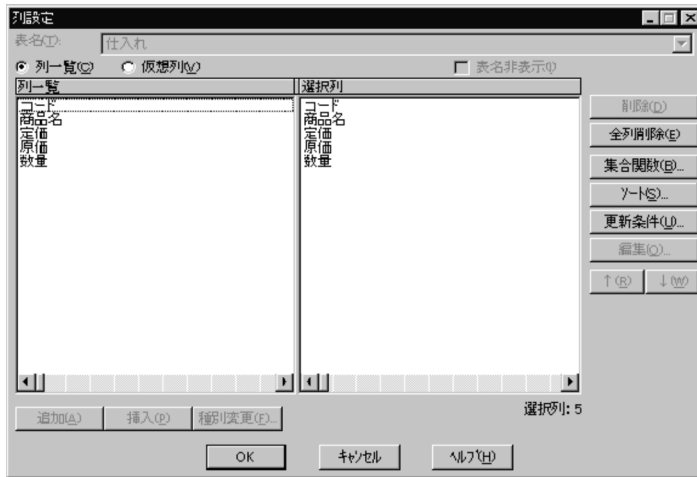 列設定
表名(T): 仕入れ
列一覧(C) 仮想列(V) 表名非表示(I)
列一覧 選択列
コード
商品名
定価
原価
数量
コード
商品名
定価
原価
数量
削除(D)
全列削除(E)
集合関数(B)...
ソート(S)...
更新条件(U)...
編集(O)...
↑(R) ↓(W)
選択列: 5
追加(A) 挿入(P) 種別変更(F)...
OK キャンセル ヘルプ(H)